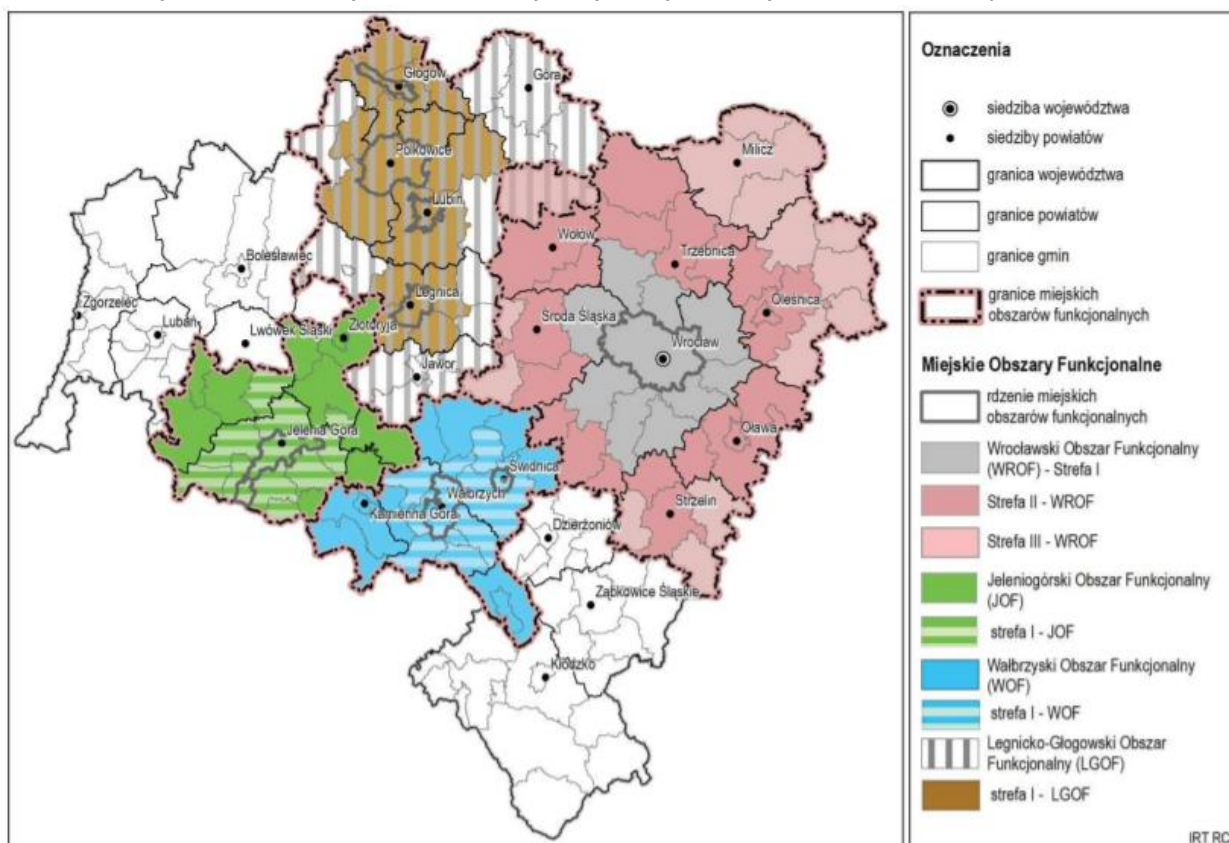 Głogów
Góra
Polkowice
Milicz
Lubin
Wołów
Trzebnica
Bolesławiec
Oleśnica
Zgorzelec
Legnica
Środa Śląska
Lubań
Lwówek Śląski
Złotoryja
Wrocław
Jawor
Jelenia Góra
Oława
Świdnica
Wałbrzych
Kamienna Góra
Strzelin
Dzierżoniów
Ząbkowice Śląskie
Kłodzko
Oznaczenia
siedziba województwa
siedziby powiatów
granica województwa
granice powiatów
granice gmin
granice miejskich
obszarów funkcjonalnych
Miejskie Obszary Funkcjonalne
rdzenie miejskich
obszarów funkcjonalnych
Wrocławski Obszar Funkcjonalny
(WROF) - Strefa I
Strefa II - WROF
Strefa III - WROF
Jeleniogórski Obszar Funkcjonalny
(JOF)
strefa I - JOF
Wałbrzyski Obszar Funkcjonalny
(WOF)
strefa I - WOF
Legnicko-Głogowski Obszar
Funkcjonalny (LGOF)
strefa I - LGOF
IRT RC